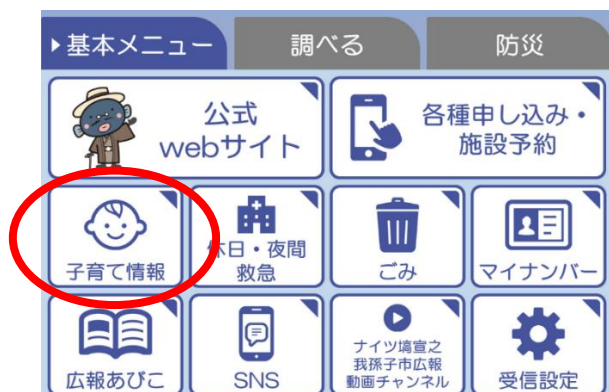 ▶基本メニュー
調べる
防災
公式
webサイト
各種申し込み・
施設予約
子育て情報
休日・夜間
救急
ごみ
マイナンバー
広報あびこ
SNS
ナイツ塙宣之
我孫子市広報
動画チャンネル
受信設定